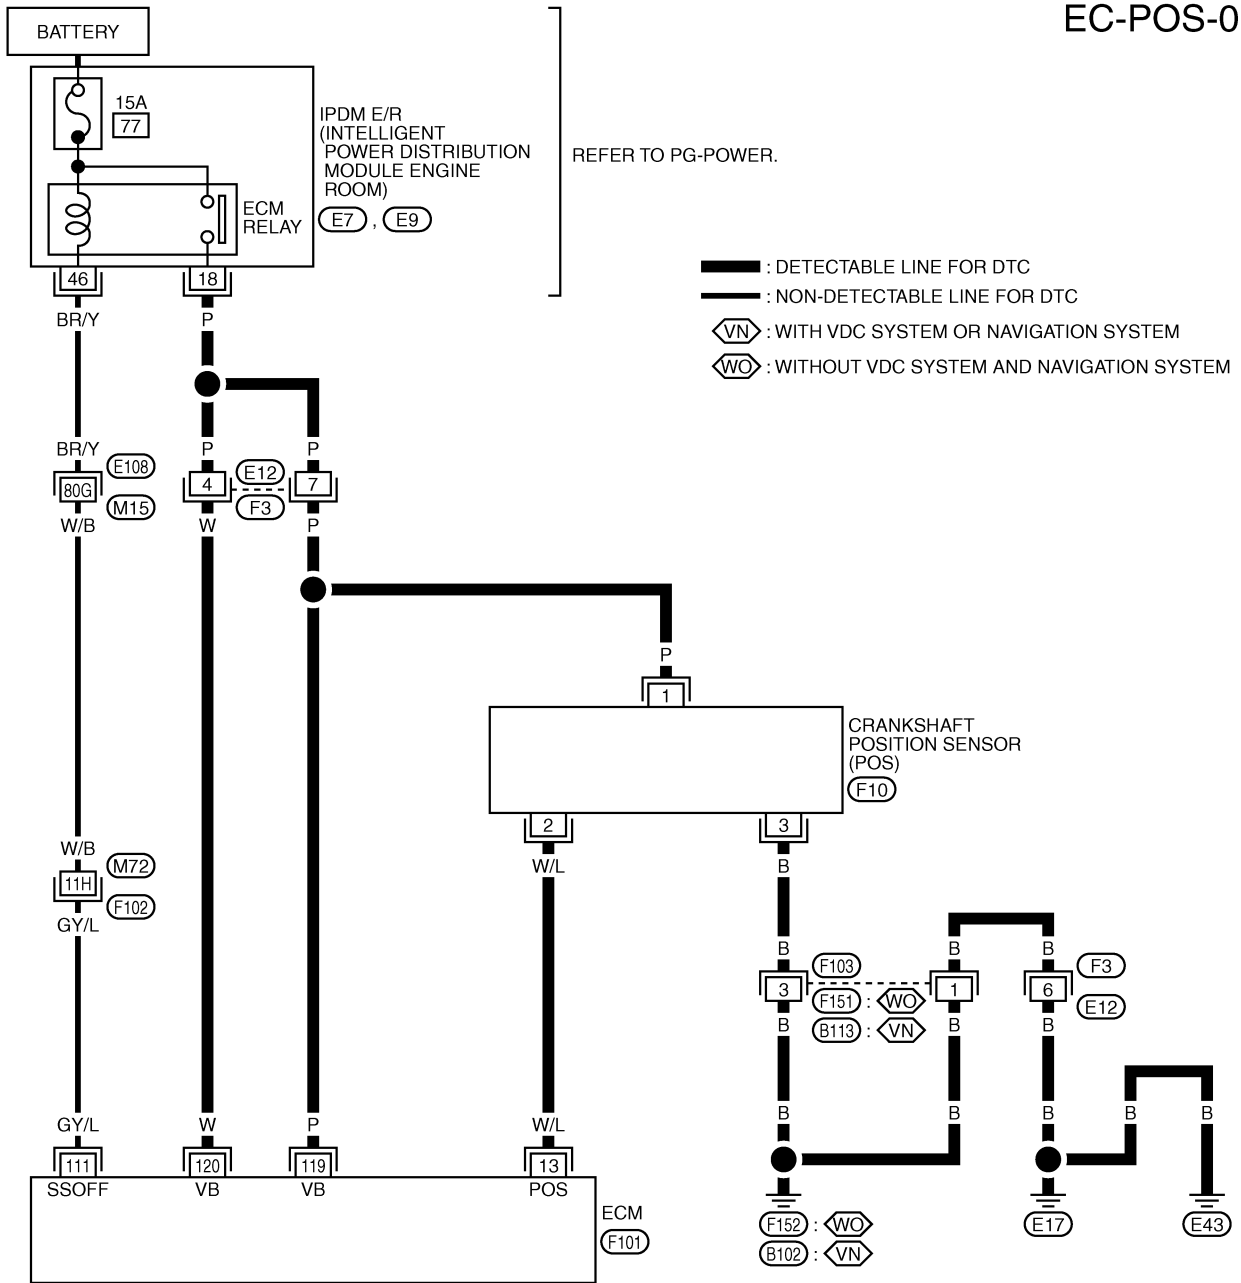 EC-POS-0
BATTERY
15A
77
IPDM E/R
(INTELLIGENT
POWER DISTRIBUTION
MODULE ENGINE
ROOM)
E7 , E9
REFER TO PG-POWER.
ECM
RELAY
46
18
: DETECTABLE LINE FOR DTC
: NON-DETECTABLE LINE FOR DTC
VN : WITH VDC SYSTEM OR NAVIGATION SYSTEM
WO : WITHOUT VDC SYSTEM AND NAVIGATION SYSTEM
BR/Y
P
BR/Y
P
P
E108
E12
80G
4
7
M15
F3
W/B
W
P
P
1
CRANKSHAFT
POSITION SENSOR
(POS)
F10
2
3
W/B
W/L
B
M72
11H
F102
GY/L
B
B
B
F103
F3
3
1
6
F151 : WO
E12
B113 : VN
B
B
B
GY/L
W
P
W/L
B
B
B
B
B
111
120
119
13
SSOFF
VB
VB
POS
ECM
F101
F152 : WO
B102 : VN
E17
E43